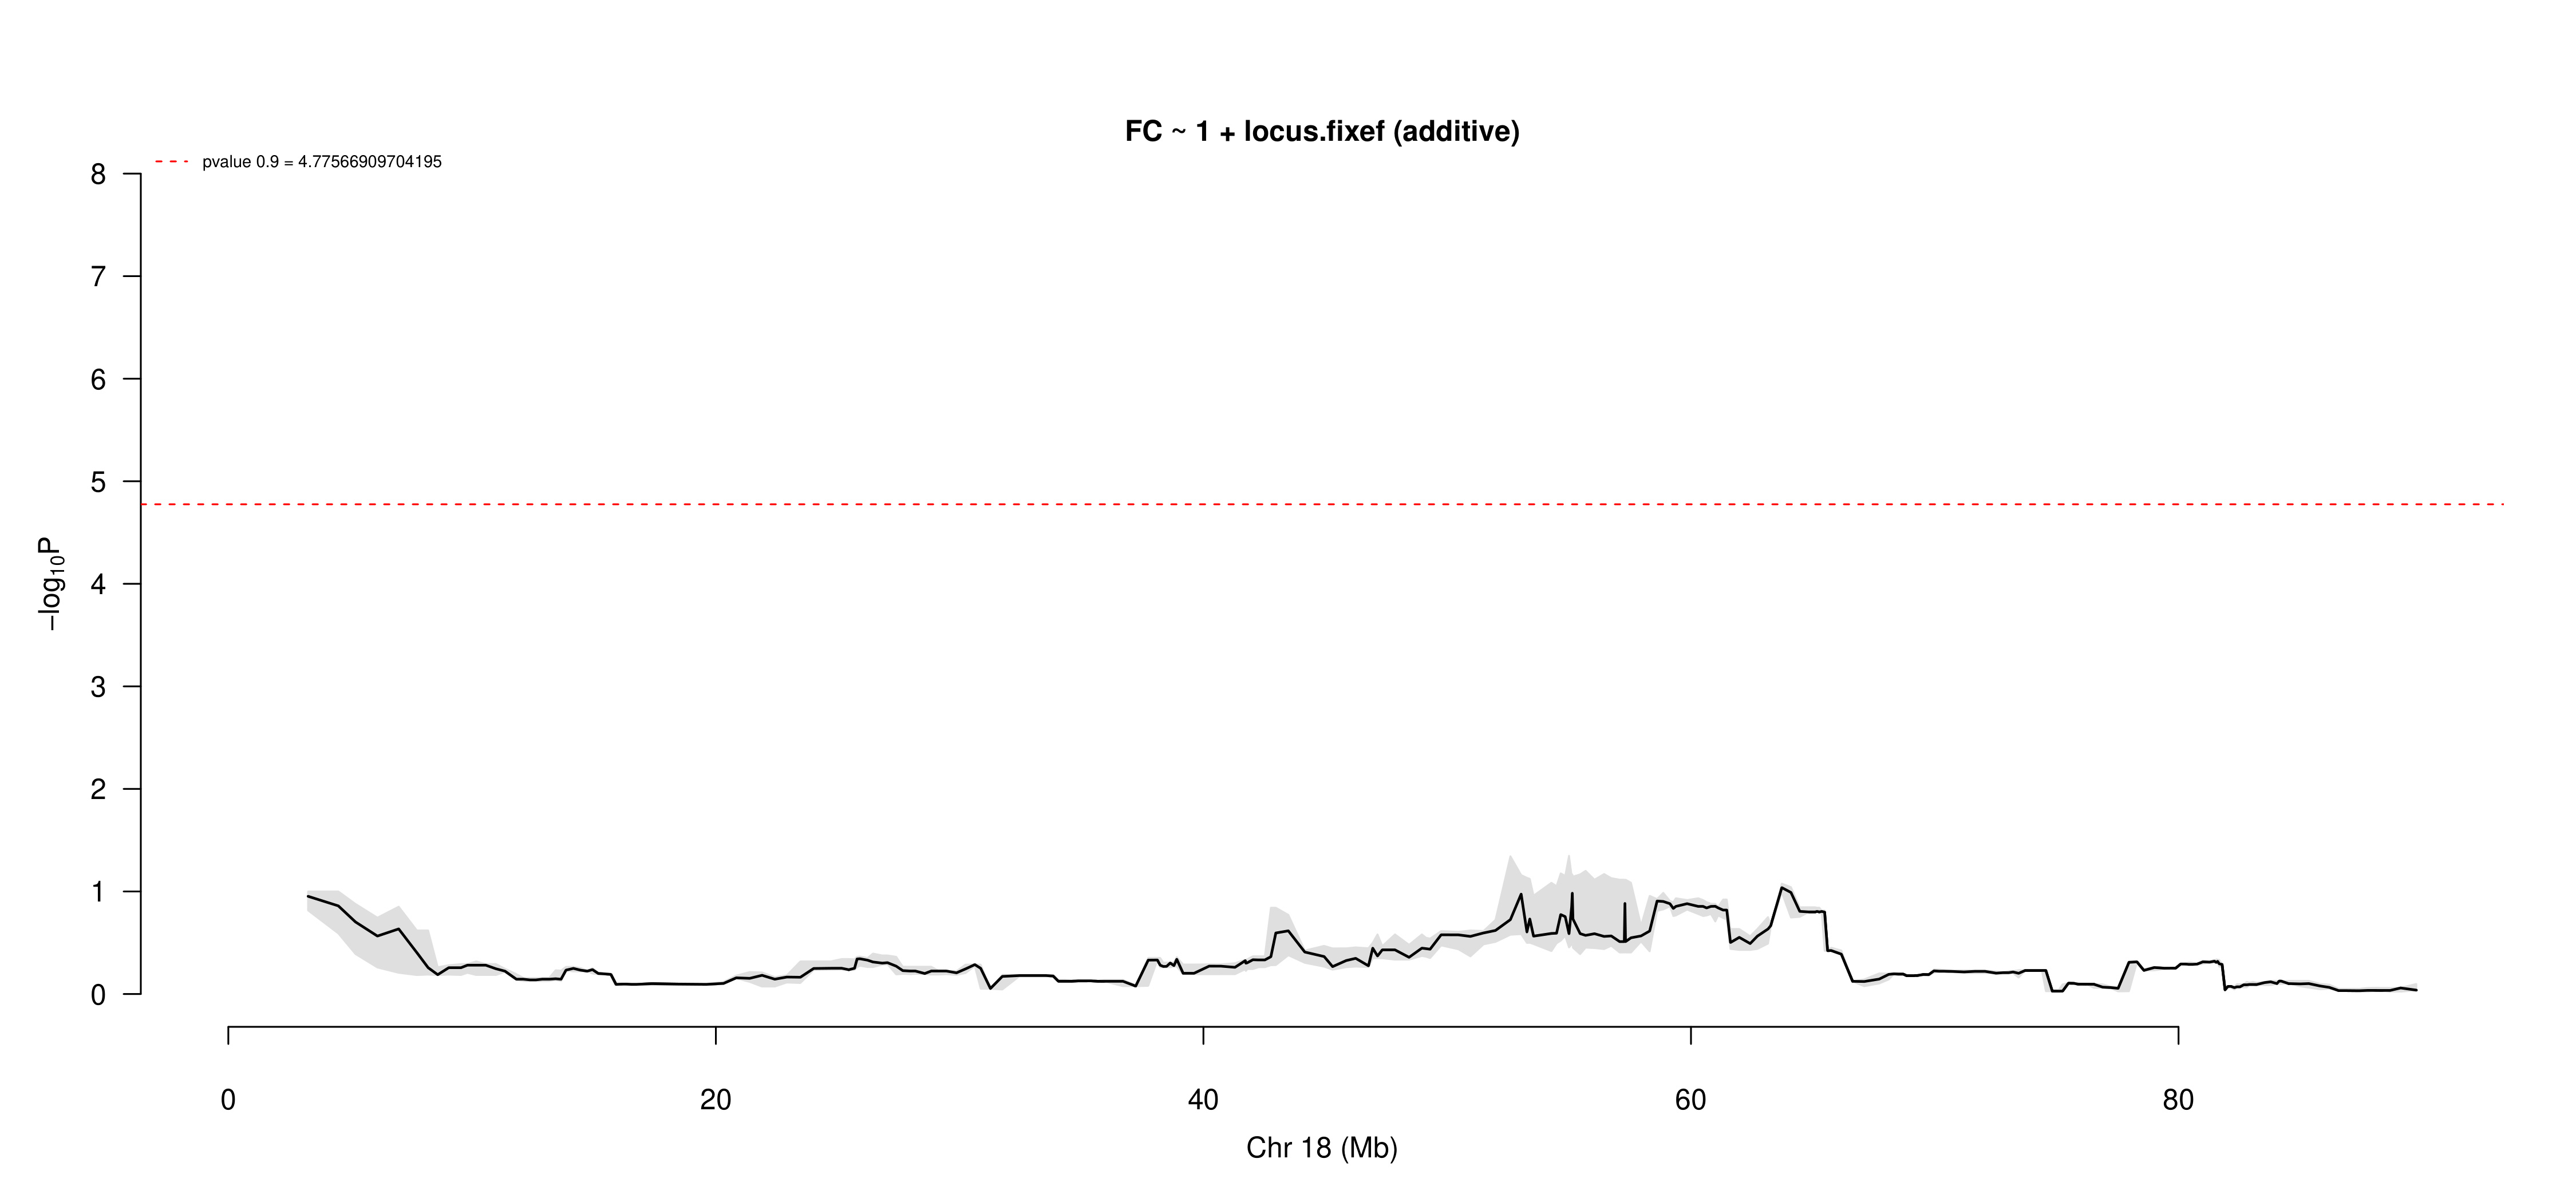 FC ~ 1 + locus.fixef (additive)
pvalue 0.9 = 4.77566909704195
8
7
6
5
4
3
2
1
0
−log10P
0 20 40 60 80
Chr 18 (Mb)